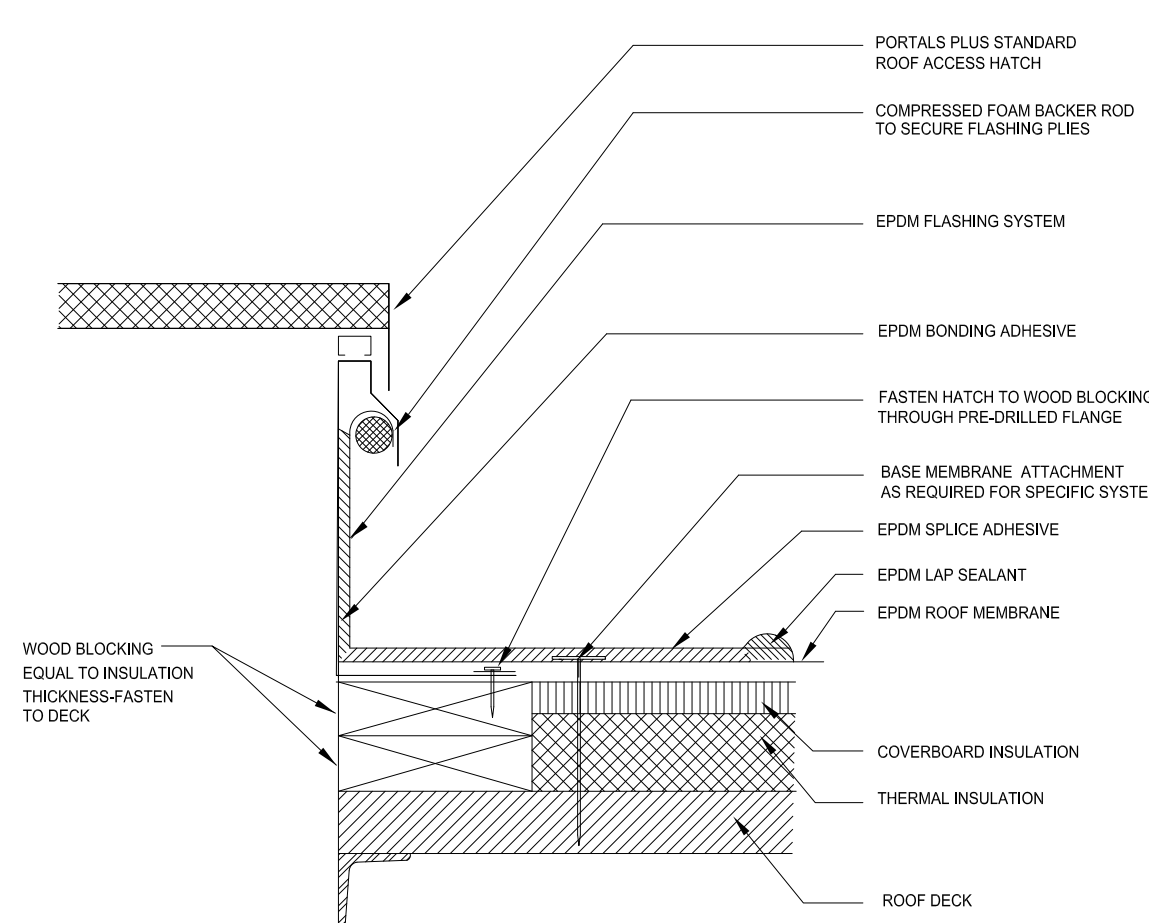 PORTALS PLUS STANDARD
ROOF ACCESS HATCH
COMPRESSED FOAM BACKER ROD
TO SECURE FLASHING PLIES
EPDM FLASHING SYSTEM
EPDM BONDING ADHESIVE
FASTEN HATCH TO WOOD BLOCKING
THROUGH PRE-DRILLED FLANGE
BASE MEMBRANE ATTACHMENT
AS REQUIRED FOR SPECIFIC SYSTE
EPDM SPLICE ADHESIVE
EPDM LAP SEALANT
EPDM ROOF MEMBRANE
WOOD BLOCKING
EQUAL TO INSULATION
THICKNESS-FASTEN
TO DECK
COVERBOARD INSULATION
THERMAL INSULATION
ROOF DECK